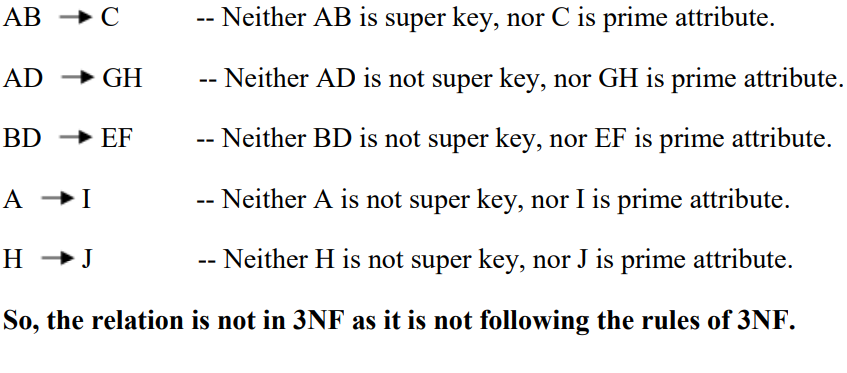 AB → C -- Neither AB is super key, nor C is prime attribute.
AD → GH -- Neither AD is not super key, nor GH is prime attribute.
BD → EF -- Neither BD is not super key, nor EF is prime attribute.
A → I -- Neither A is not super key, nor I is prime attribute.
H → J -- Neither H is not super key, nor J is prime attribute.
So, the relation is not in 3NF as it is not following the rules of 3NF.